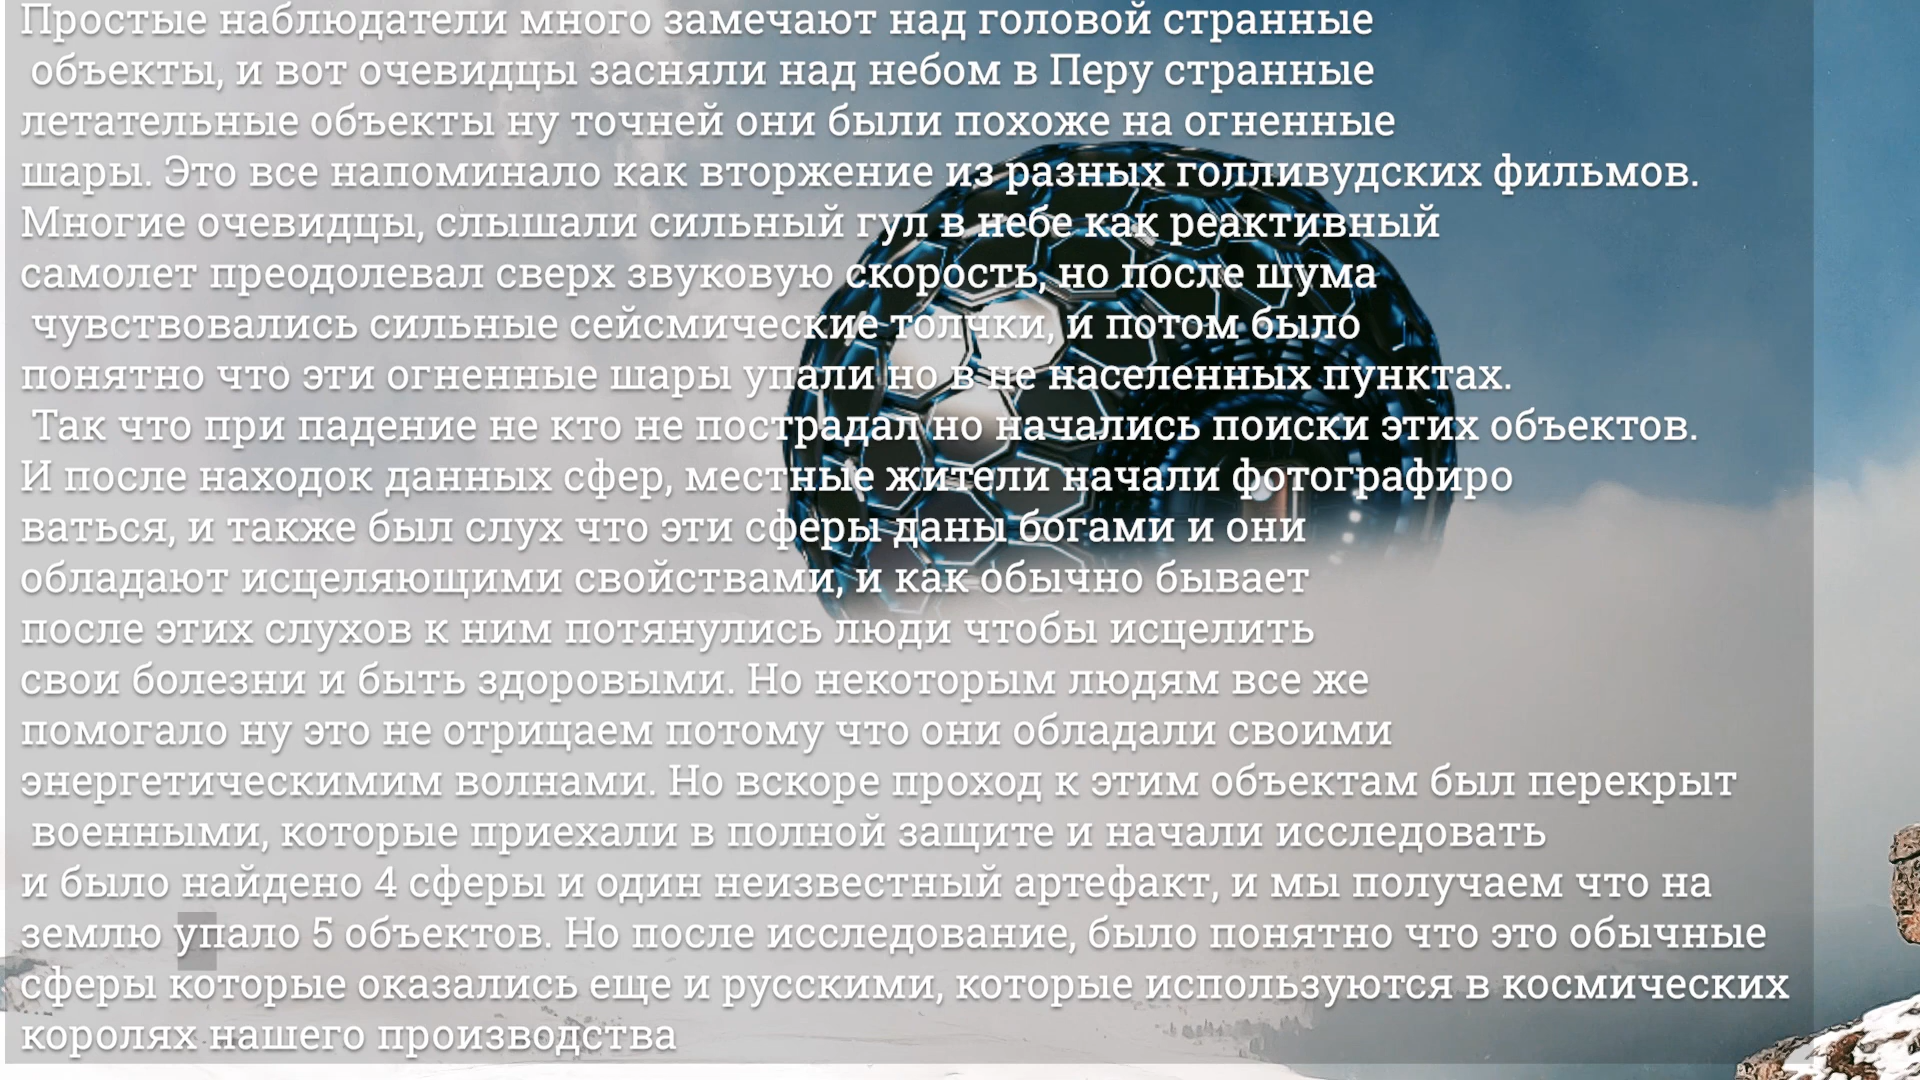 Простые наблюдатели много замечают над головой странные
объекты, и вот очевидцы засняли над небом в Перу странные
летательные объекты ну точней они были похоже на огненные
шары. Это все напоминало как вторжение из разных голливудских фильмов.
Многие очевидцы, слышали сильный гул в небе как реактивный
самолет преодолевал сверх звуковую скорость, но после шума
чувствовались сильные сейсмические толчки, и потом было
понятно что эти огненные шары упали но в не населенных пунктах.
Так что при падение не кто не пострадал но начались поиски этих объектов.
И после находок данных сфер, местные жители начали фотографиро
ваться, и также был слух что эти сферы даны богами и они
обладают исцеляющими свойствами, и как обычно бывает
после этих слухов к ним потянулись люди чтобы исцелить
свои болезни и быть здоровыми. Но некоторым людям все же
помогало ну это не отрицаем потому что они обладали своими
энергетическимим волнами. Но вскоре проход к этим объектам был перекрыт
военными, которые приехали в полной защите и начали исследовать
и было найдено 4 сферы и один неизвестный артефакт, и мы получаем что на
землю упало 5 объектов. Но после исследование, было понятно что это обычные
сферы которые оказались еще и русскими, которые используются в космических
королях нашего производства